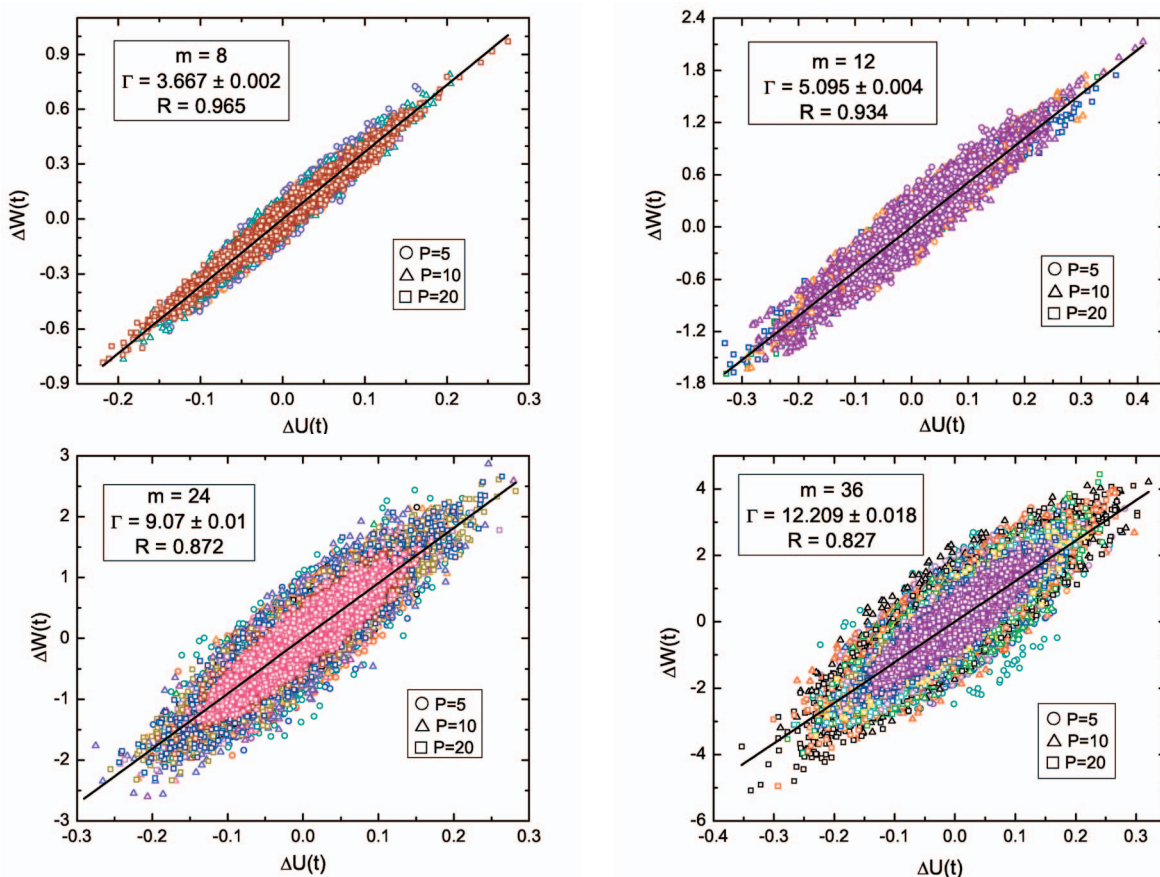 m = 8
Γ = 3.667 ± 0.002
R = 0.965
P=5
P=10
P=20
0.9
0.6
0.3
0.0
-0.3
-0.6
-0.9
ΔW(t)
-0.2 -0.1 0.0 0.1 0.2 0.3
ΔU(t)
m = 12
Γ = 5.095 ± 0.004
R = 0.934
P=5
P=10
P=20
2.4
1.8
1.2
0.6
0.0
-0.6
-1.2
-1.8
ΔW(t)
-0.3 -0.2 -0.1 0.0 0.1 0.2 0.3 0.4
ΔU(t)
m = 24
Γ = 9.07 ± 0.01
R = 0.872
P=5
P=10
P=20
3
2
1
0
-1
-2
-3
ΔW(t)
-0.3 -0.2 -0.1 0.0 0.1 0.2 0.3
ΔU(t)
m = 36
Γ = 12.209 ± 0.018
R = 0.827
P=5
P=10
P=20
4
2
0
-2
-4
-6
ΔW(t)
-0.4 -0.3 -0.2 -0.1 0.0 0.1 0.2 0.3
ΔU(t)